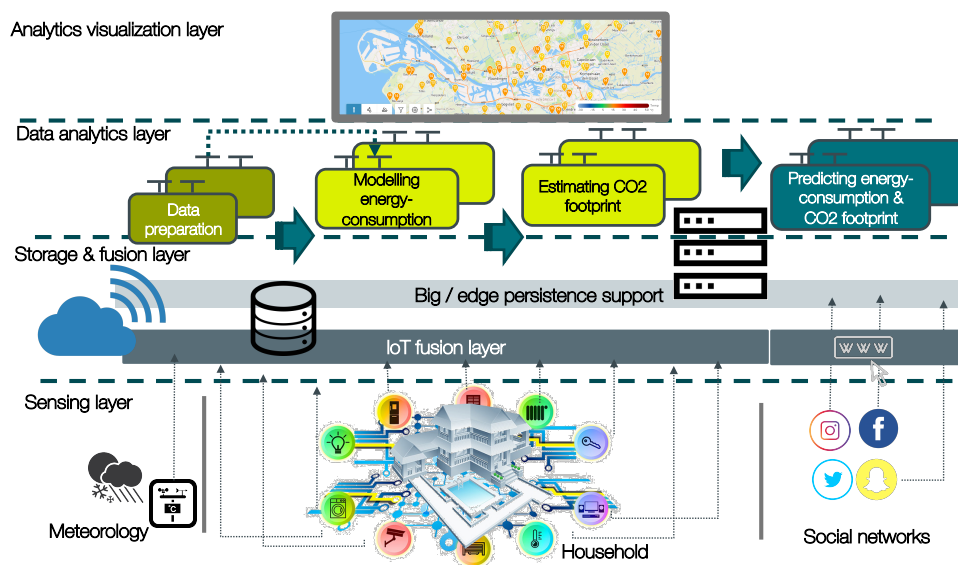 Analytics visualization layer
Data analytics layer
Data
preparation
Modelling
energy-
consumption
Estimating CO2
footprint
Predicting energy-
consumption &
CO2 footprint
Storage & fusion layer
Big / edge persistence support
IoT fusion layer
W W W
Sensing layer
°C
Meteorology
Household
Social networks